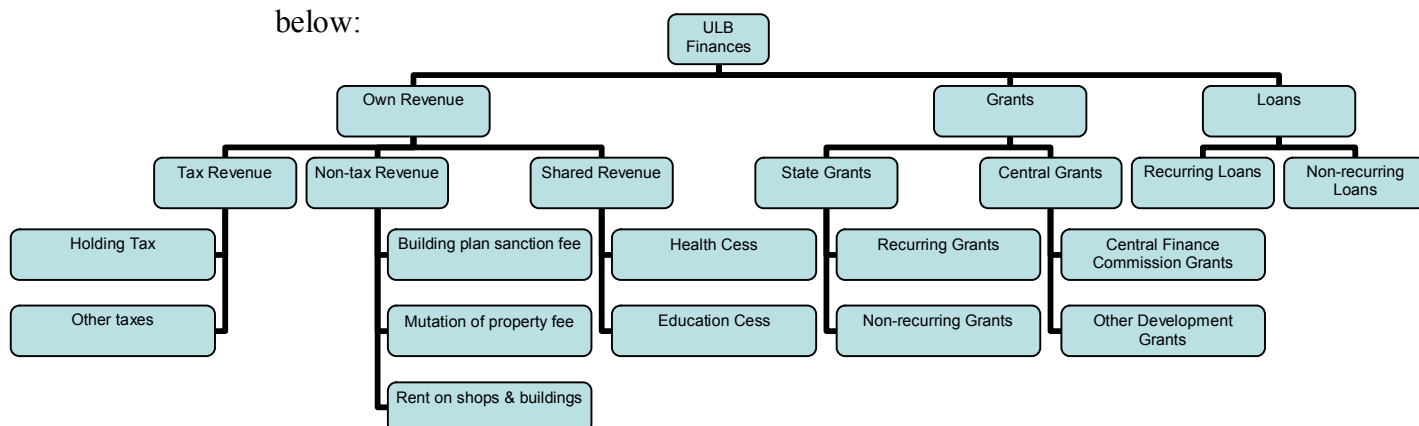 below:
ULB
Finances
Own Revenue
Grants
Loans
Tax Revenue
Non-tax Revenue
Shared Revenue
State Grants
Central Grants
Recurring Loans
Non-recurring
Loans
Holding Tax
Building plan sanction fee
Health Cess
Recurring Grants
Central Finance
Commission Grants
Other taxes
Mutation of property fee
Education Cess
Non-recurring Grants
Other Development
Grants
Rent on shops & buildings